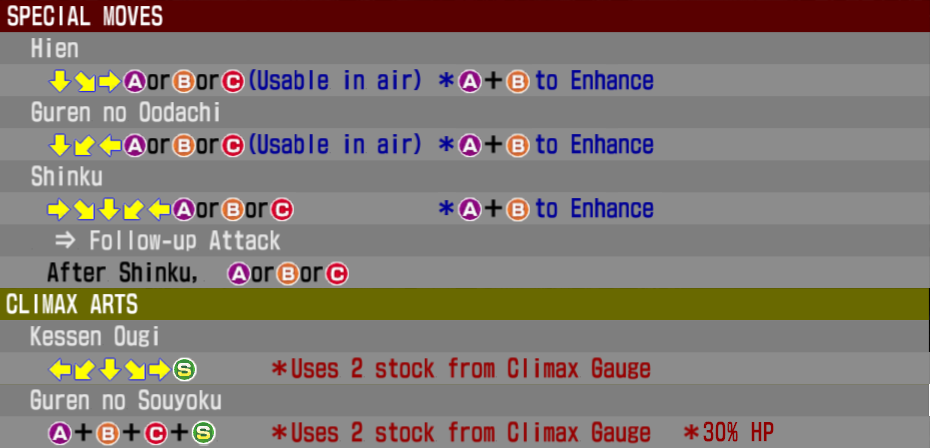 SPECIAL MOVES
Hien
↓↘→AorBorC(Usable in air) *A+B to Enhance
Guren no Oodachi
↓↙←AorBorC(Usable in air) *A+B to Enhance
Shinku
→↘↓↙←AorBorC *A+B to Enhance
⇒ Follow-up Attack
After Shinku, AorBorC
CLIMAX ARTS
Kessen Ougi
←↙↓↘→S *Uses 2 stock from Climax Gauge
Guren no Souyoku
A+B+C+S *Uses 2 stock from Climax Gauge *30% HP